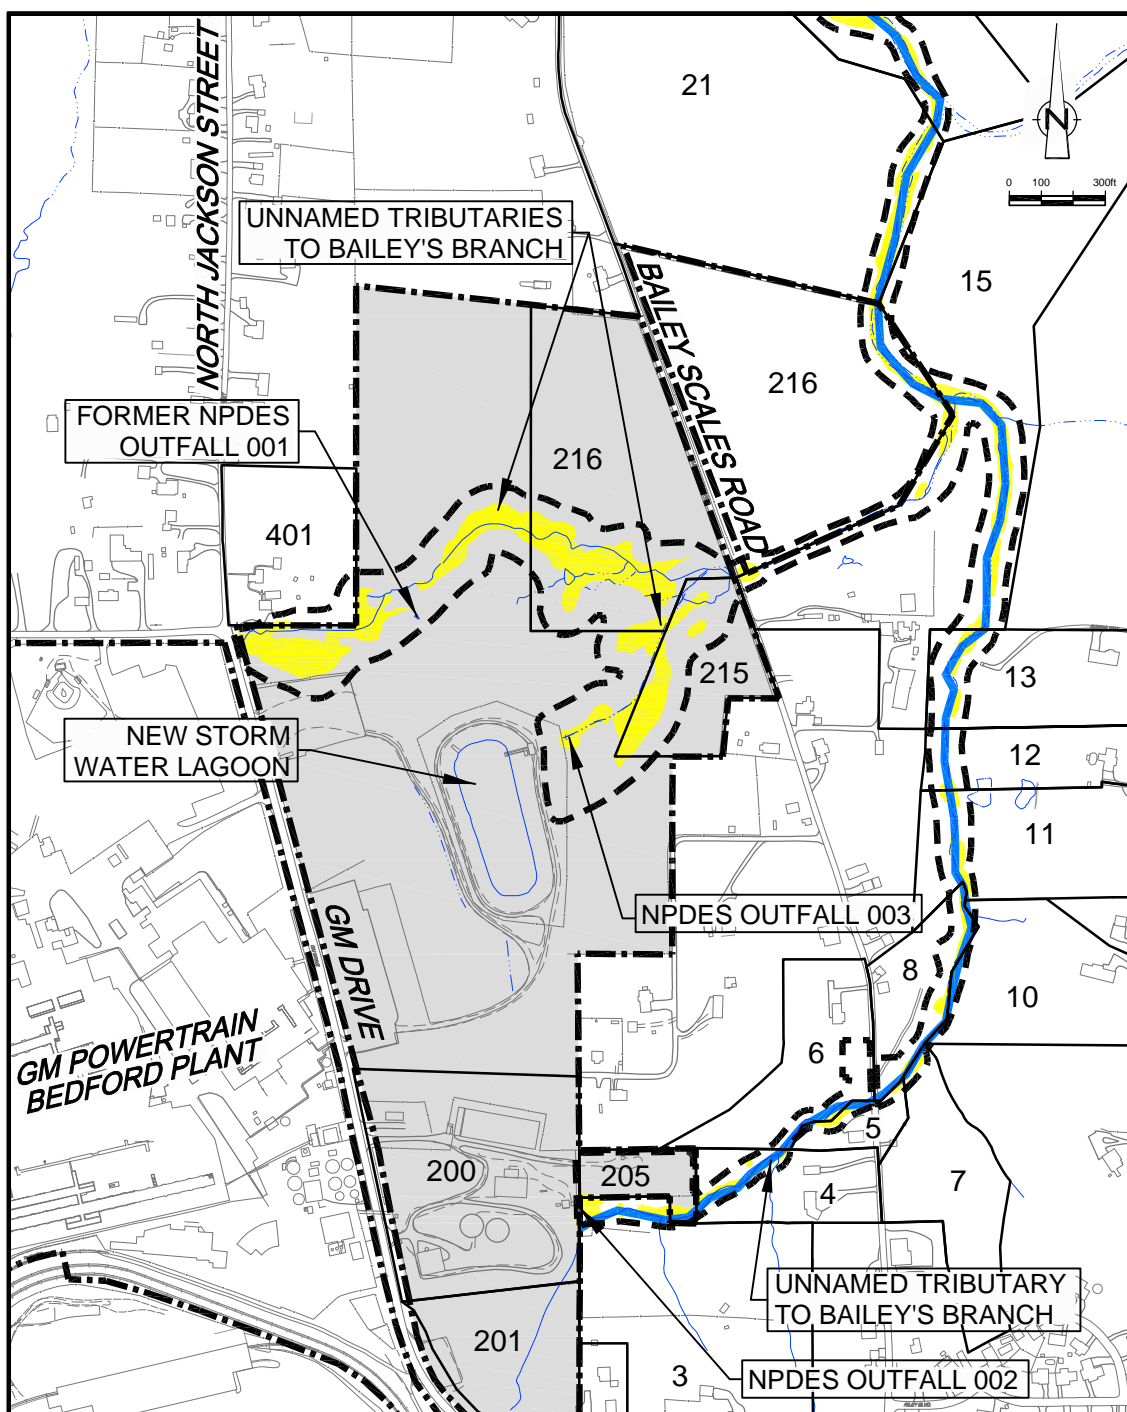 21
N
0 100 300ft
NORTH JACKSON STREET
UNNAMED TRIBUTARIES
TO BAILEY'S BRANCH
15
BAILEY SCALES ROAD
216
FORMER NPDES
OUTFALL 001
216
401
215
13
NEW STORM
WATER LAGOON
12
11
NPDES OUTFALL 003
GM DRIVE
8
10
GM POWERTRAIN
BEDFORD PLANT
6
5
200
205
4
7
UNNAMED TRIBUTARY
TO BAILEY'S BRANCH
201
3
NPDES OUTFALL 002